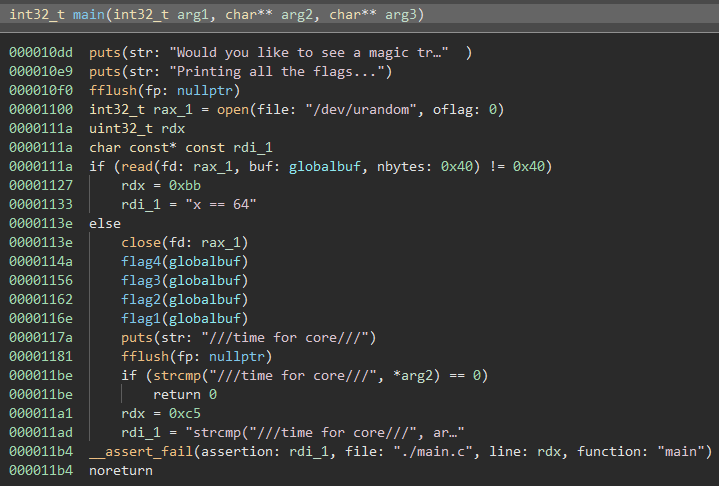 int32_t main(int32_t arg1, char** arg2, char** arg3)
000010dd  puts(str: "Would you like to see a magic tr…"  )
000010e9  puts(str: "Printing all the flags...")
000010f0  fflush(fp: nullptr)
00001100  int32_t rax_1 = open(file: "/dev/urandom", oflag: 0)
0000111a  uint32_t rdx
0000111a  char const* const rdi_1
0000111a  if (read(fd: rax_1, buf: globalbuf, nbytes: 0x40) != 0x40)
00001127      rdx = 0xbb
00001133      rdi_1 = "x == 64"
0000113e  else
0000113e      close(fd: rax_1)
0000114a      flag4(globalbuf)
00001156      flag3(globalbuf)
00001162      flag2(globalbuf)
0000116e      flag1(globalbuf)
0000117a      puts(str: "///time for core///")
00001181      fflush(fp: nullptr)
000011be      if (strcmp("///time for core///", *arg2) == 0)
000011be          return 0
000011a1      rdx = 0xc5
000011ad      rdi_1 = "strcmp("///time for core///", ar…"
000011b4  __assert_fail(assertion: rdi_1, file: "./main.c", line: rdx, function: "main")
000011b4  noreturn